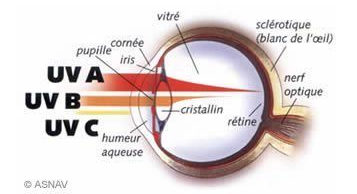 vitré
sclérotique
(blanc de l'œil)
cornée
pupille
iris
UV A
UV B
UV C
nerf
optique
cristallin
rétine
humeur
aqueuse
© ASNAV